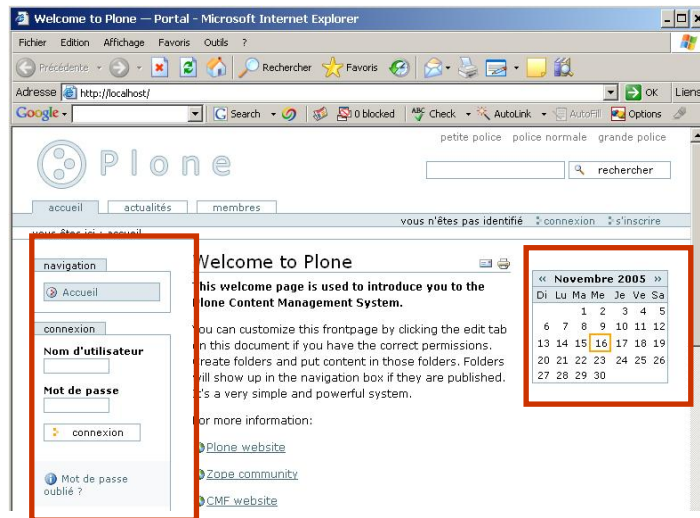 Welcome to Plone — Portal - Microsoft Internet Explorer
Fichier Edition Affichage Favoris Outils ?
Précédente Rechercher Favoris
Adresse http://localhost/ OK Liens
Google Search 0 blocked ABC Check AutoLink AutoFill Options
petite police police normale grande police
Plone
rechercher
accueil actualités membres
vous n'êtes pas identifié connexion s'inscrire
vous êtes ici : accueil
navigation
Accueil
connexion
Nom d'utilisateur
Mot de passe
connexion
Mot de passe
oublié ?
Welcome to Plone
This welcome page is used to introduce you to the
Plone Content Management System.
You can customize this frontpage by clicking the edit tab
on this document if you have the correct permissions.
Create folders and put content in those folders. Folders
will show up in the navigation box if they are published.
It's a very simple and powerful system.
For more information:
Plone website
Zope community
CMF website
« Novembre 2005 »
Di Lu Ma Me Je Ve Sa
1 2 3 4 5
6 7 8 9 10 11 12
13 14 15 16 17 18 19
20 21 22 23 24 25 26
27 28 29 30